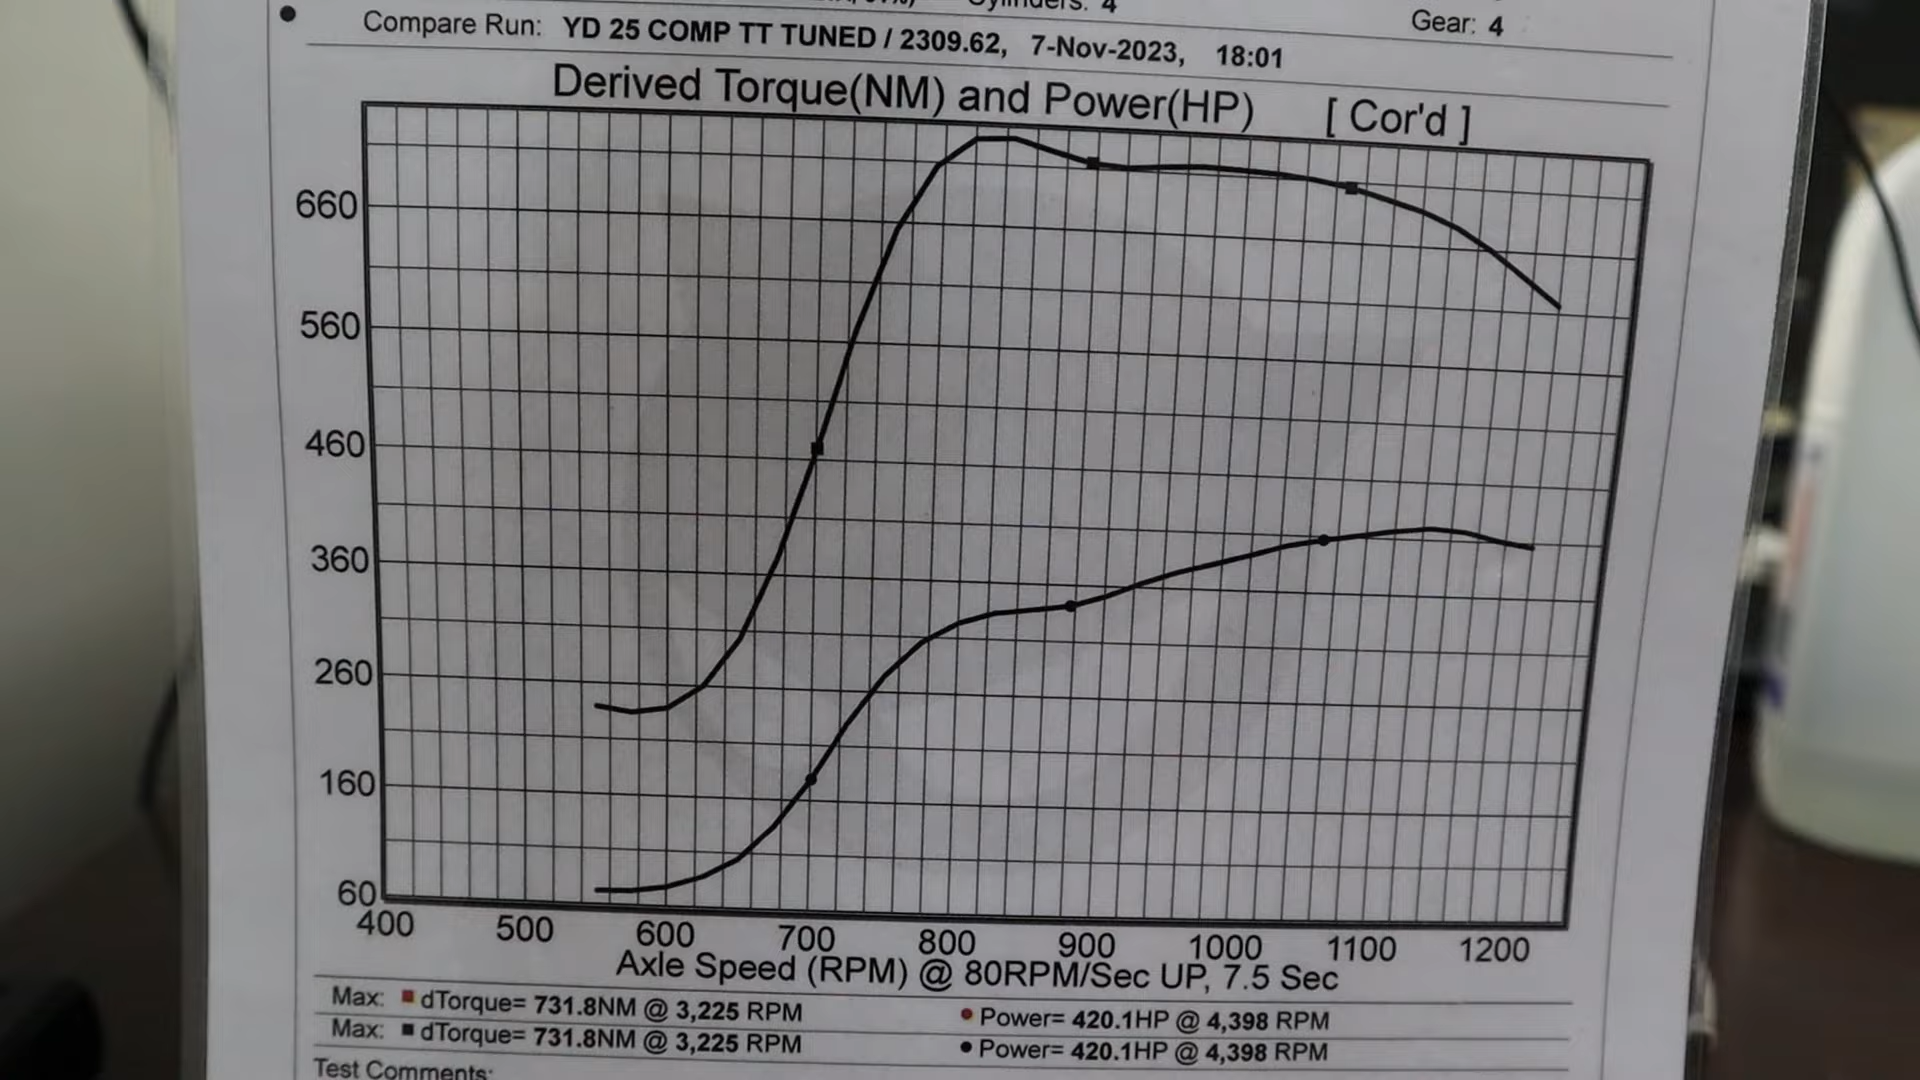 Cylinders: 4
Gear: 4
Compare Run: YD 25 COMP TT TUNED / 2309.62, 7-Nov-2023, 18:01
Derived Torque(NM) and Power(HP) [ Cor'd ]
660
560
460
360
260
160
60
400 500 600 700 800 900 1000 1100 1200
Axle Speed (RPM) @ 80RPM/Sec UP, 7.5 Sec
Max: dTorque= 731.8NM @ 3,225 RPM Power= 420.1HP @ 4,398 RPM
Max: dTorque= 731.8NM @ 3,225 RPM Power= 420.1HP @ 4,398 RPM
Test Comments: